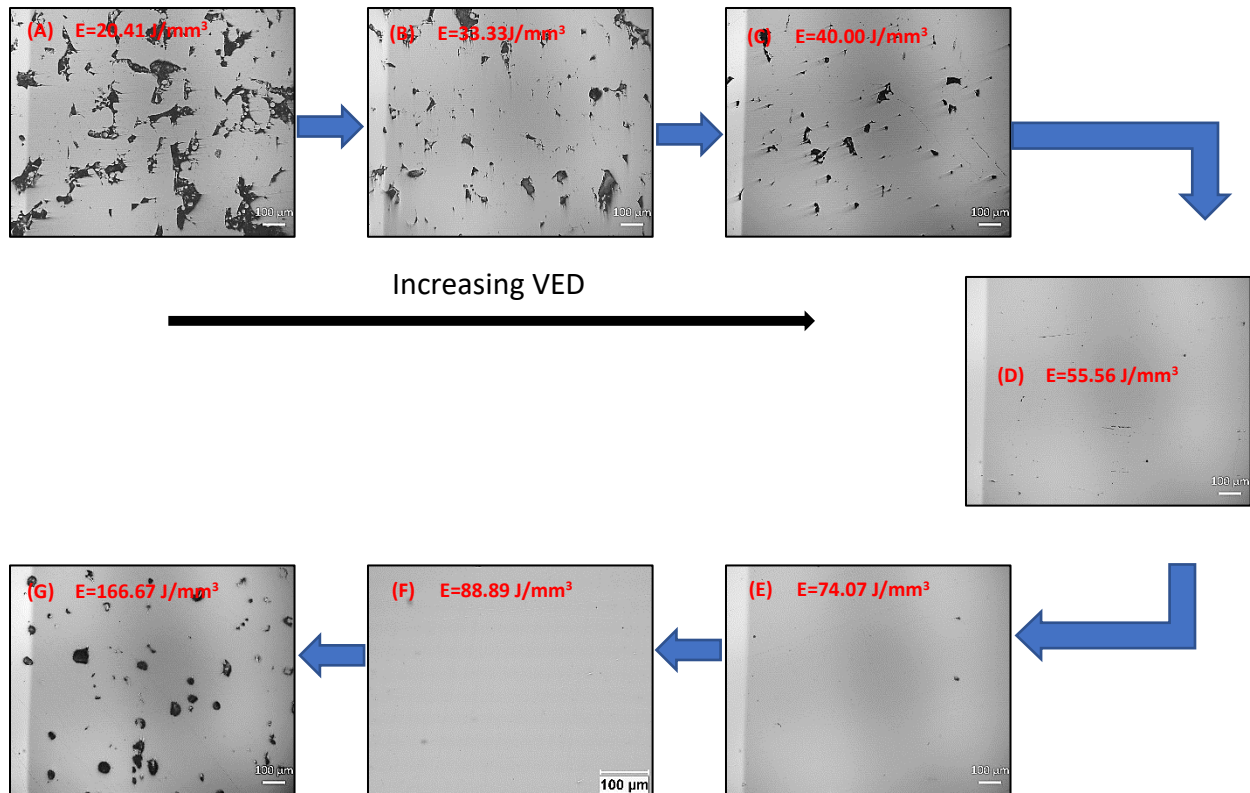 (A) E=20.41 J/mm³
100 µm
(B) E=33.33J/mm³
100 µm
(C) E=40.00 J/mm³
100 µm
Increasing VED
(D) E=55.56 J/mm³
100 µm
(G) E=166.67 J/mm³
100 µm
(F) E=88.89 J/mm³
100 µm
(E) E=74.07 J/mm³
100 µm